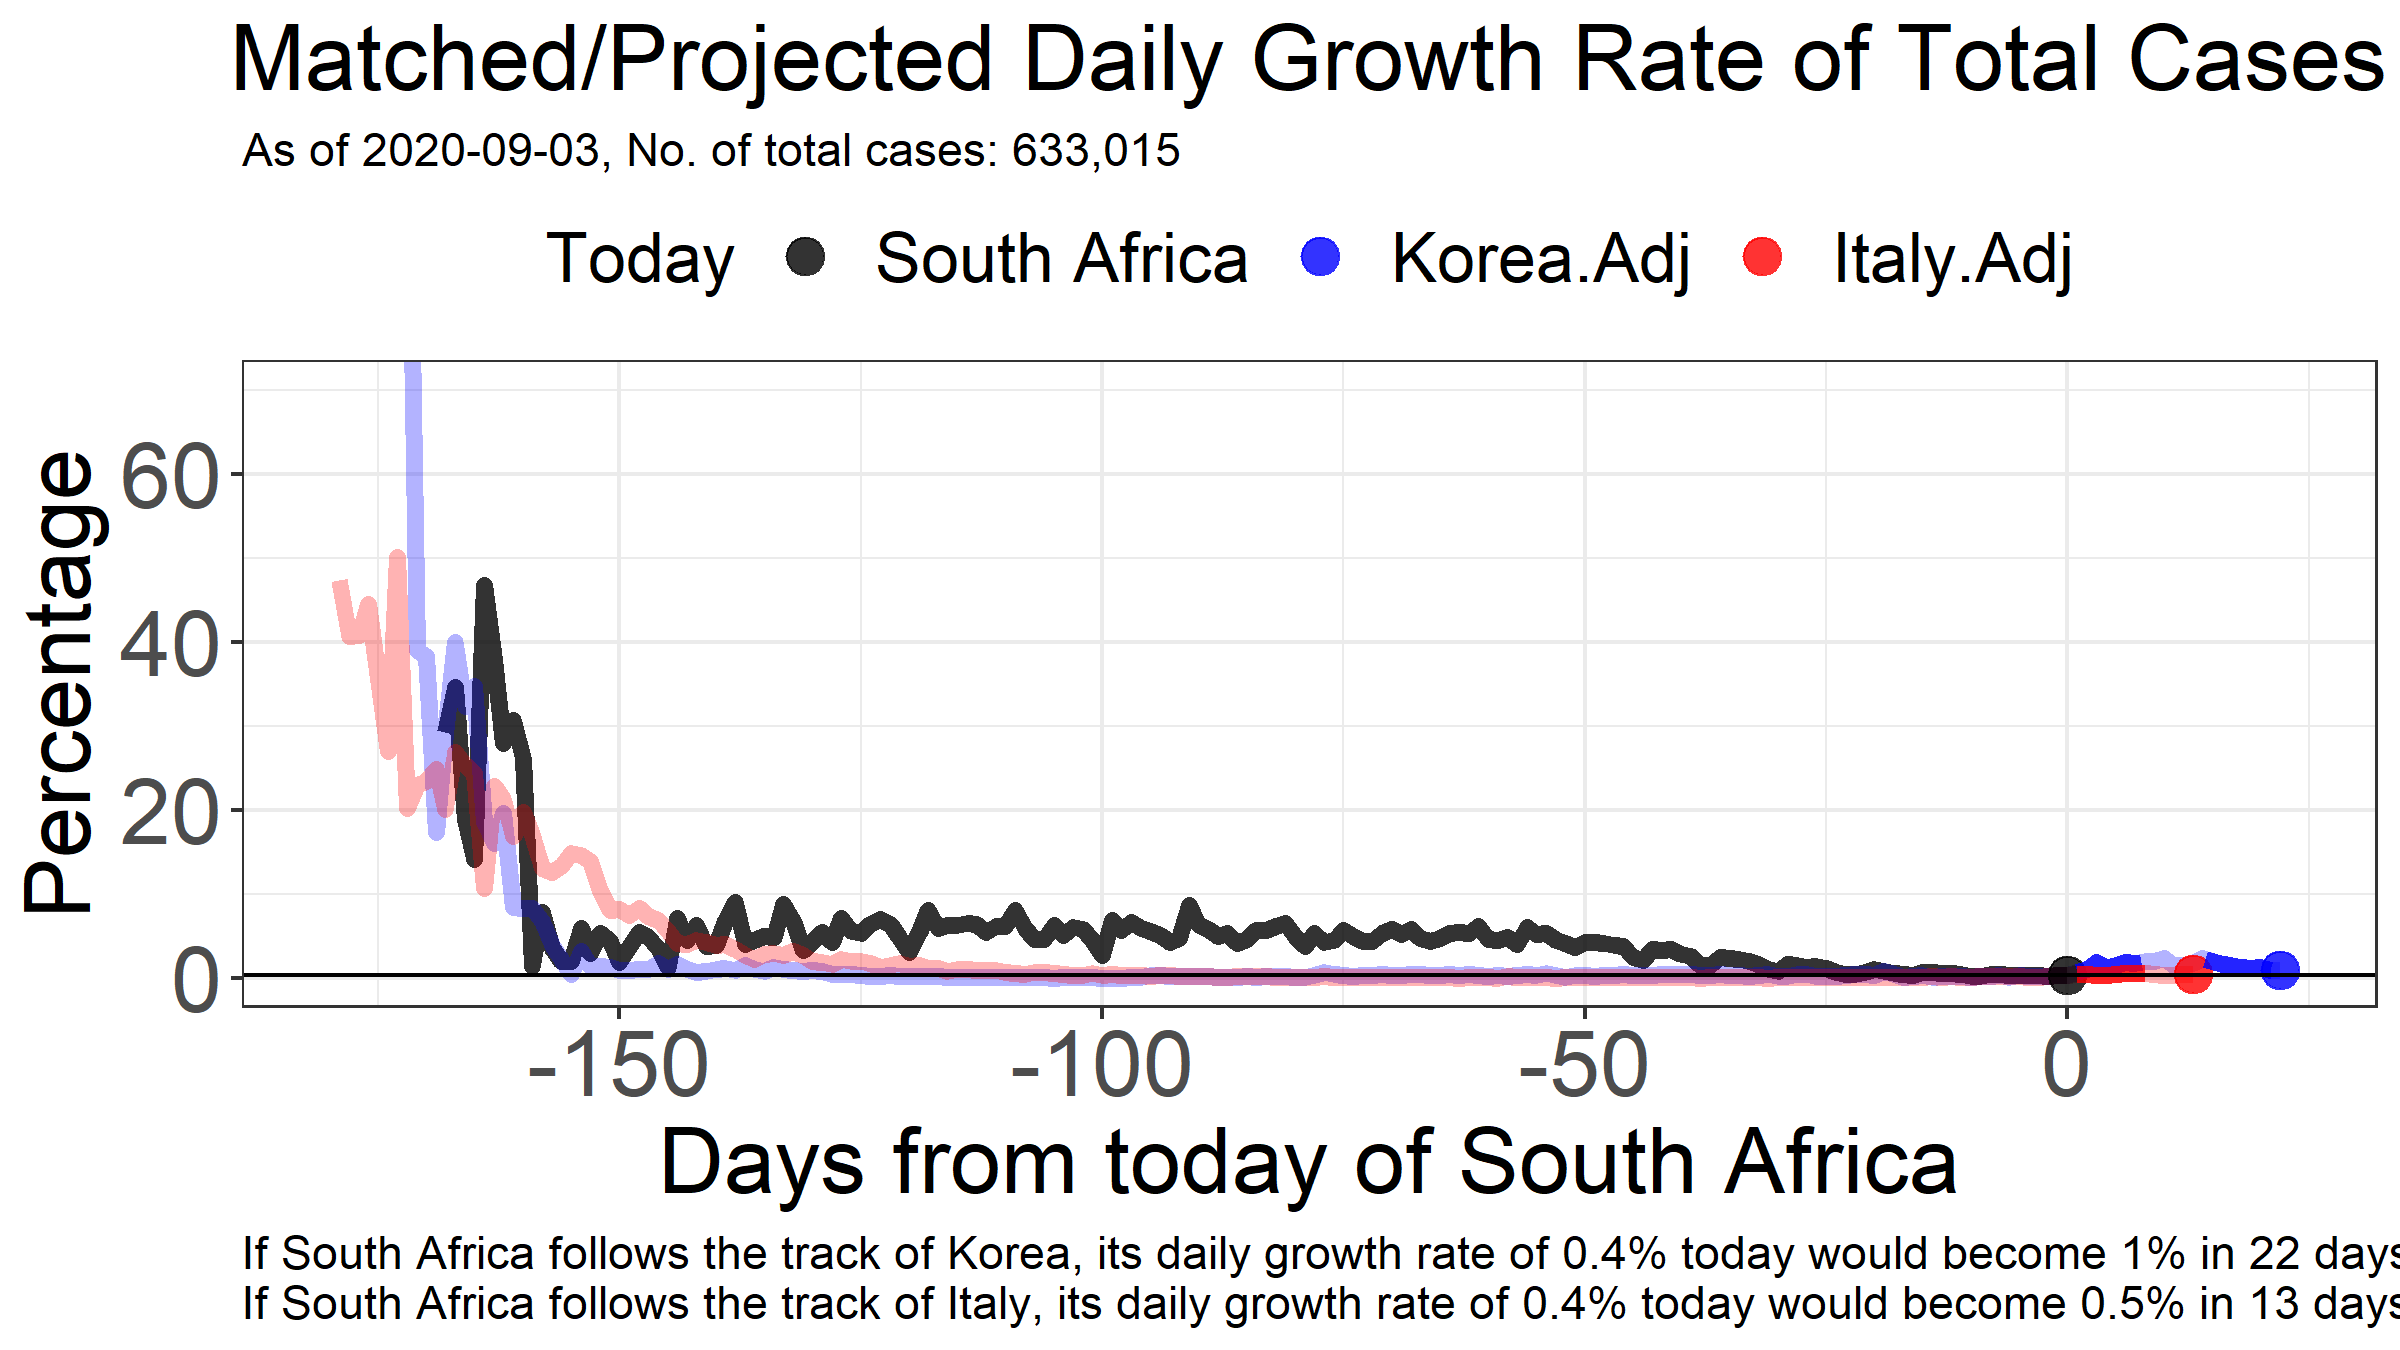 Matched/Projected Daily Growth Rate of Total Cases
As of 2020-09-03, No. of total cases: 633,015
Today South Africa Korea.Adj Italy.Adj
Percentage
60
40
20
0
-150 -100 -50 0
Days from today of South Africa
If South Africa follows the track of Korea, its daily growth rate of 0.4% today would become 1% in 22 days
If South Africa follows the track of Italy, its daily growth rate of 0.4% today would become 0.5% in 13 days